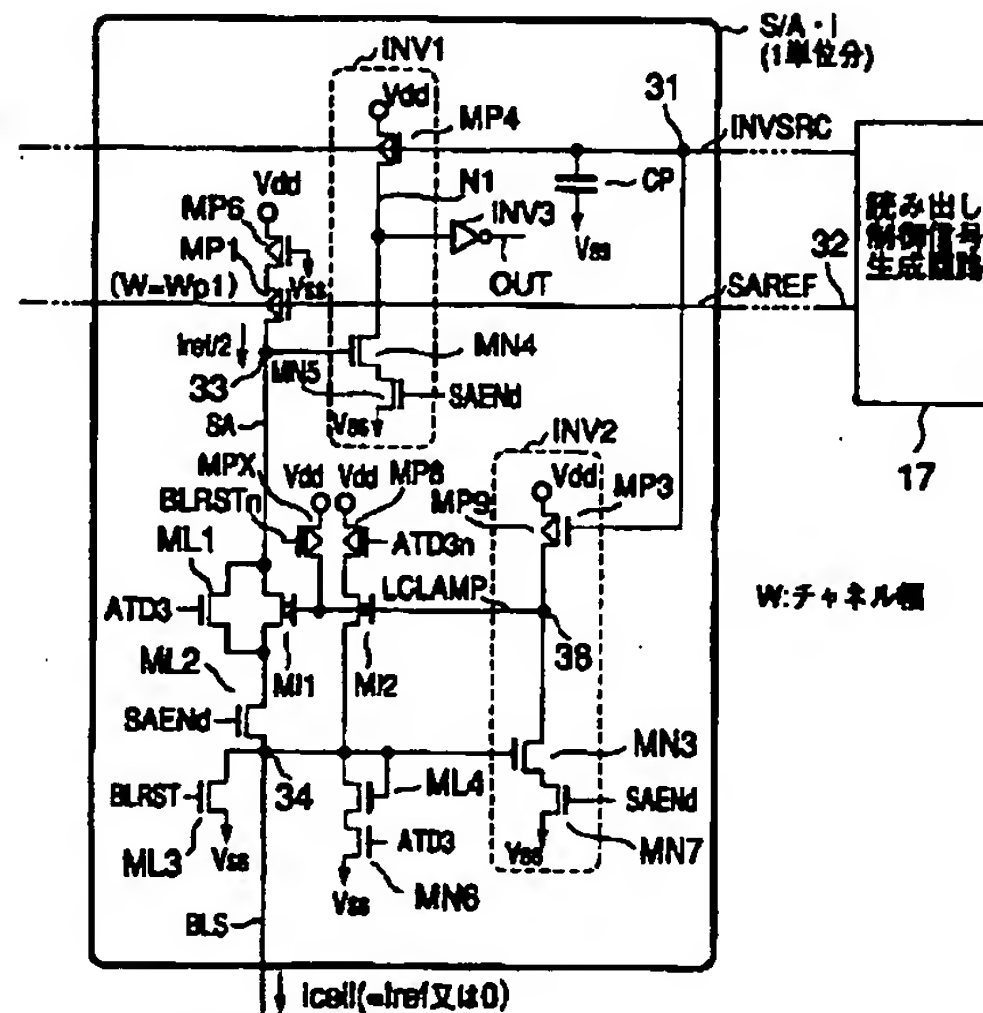 S/A・i
(1単位分)
INV1
Vdd
MP4
31
INVSRC
N1
CP
INV3
Vss
Vdd
MP6
MP1
Vss
(W=Wp1)
OUT
SAREF
32
読み出し
制御信号
生成回路
Iref/2
MN4
33
MN5
SAENd
Vss
SA
INV2
17
MPX
Vdd
Vdd
MP8
Vdd
MP3
BLRSTn
MP9
ML1
ATD3n
ATD3
LCLAMP
W:チャネル幅
38
ML2
MI1
MI2
SAENd
MN3
34
ML4
BLRST
SAENd
ATD3
ML3
Vss
Vss
MN7
Vss
MN6
BLS
Icell(=Iref又は0)